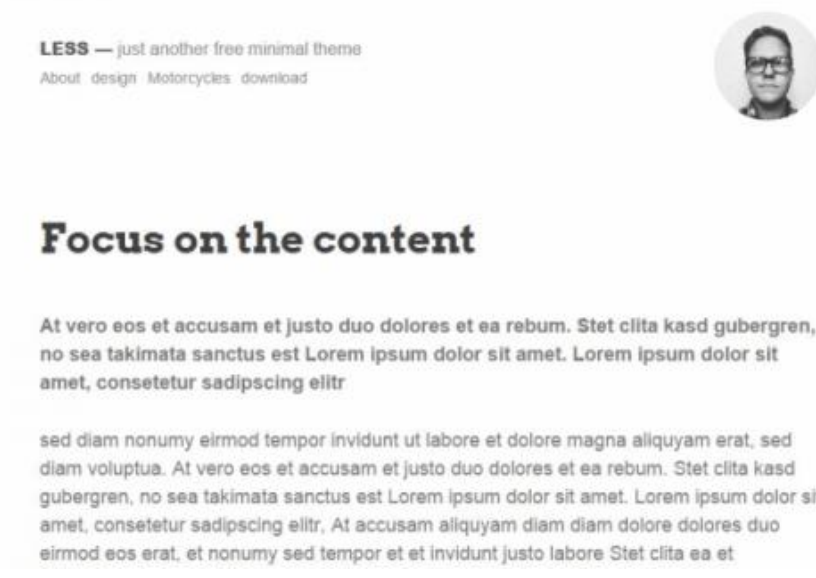 LESS — just another free minimal theme
About design Motorcycles download
Focus on the content
At vero eos et accusam et justo duo dolores et ea rebum. Stet clita kasd gubergren,
no sea takimata sanctus est Lorem ipsum dolor sit amet. Lorem ipsum dolor sit
amet, consetetur sadipscing elitr
sed diam nonumy eirmod tempor invidunt ut labore et dolore magna aliquyam erat, sed
diam voluptua. At vero eos et accusam et justo duo dolores et ea rebum. Stet clita kasd
gubergren, no sea takimata sanctus est Lorem ipsum dolor sit amet. Lorem ipsum dolor sit
amet, consetetur sadipscing elitr, At accusam aliquyam diam diam dolore dolores duo
eirmod eos erat, et nonumy sed tempor et et invidunt justo labore Stet clita ea et